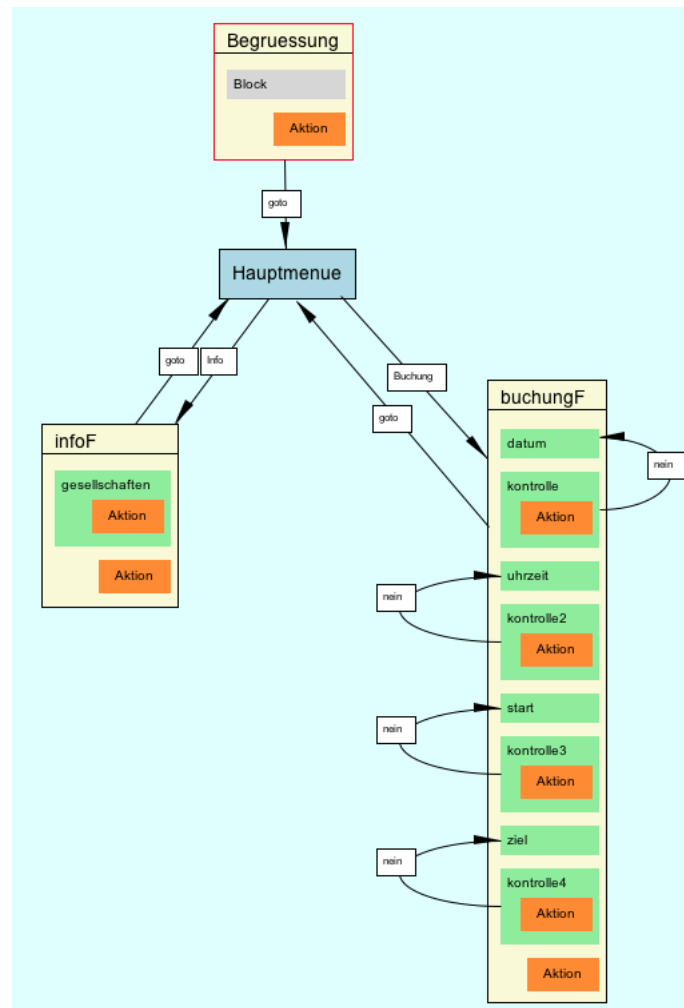 Begruessung
Block
Aktion
goto
Hauptmenue
goto
Info
Buchung
goto
infoF
gesellschaften
Aktion
Aktion
buchungF
datum
nein
kontrolle
Aktion
uhrzeit
nein
kontrolle2
Aktion
start
nein
kontrolle3
Aktion
ziel
nein
kontrolle4
Aktion
Aktion